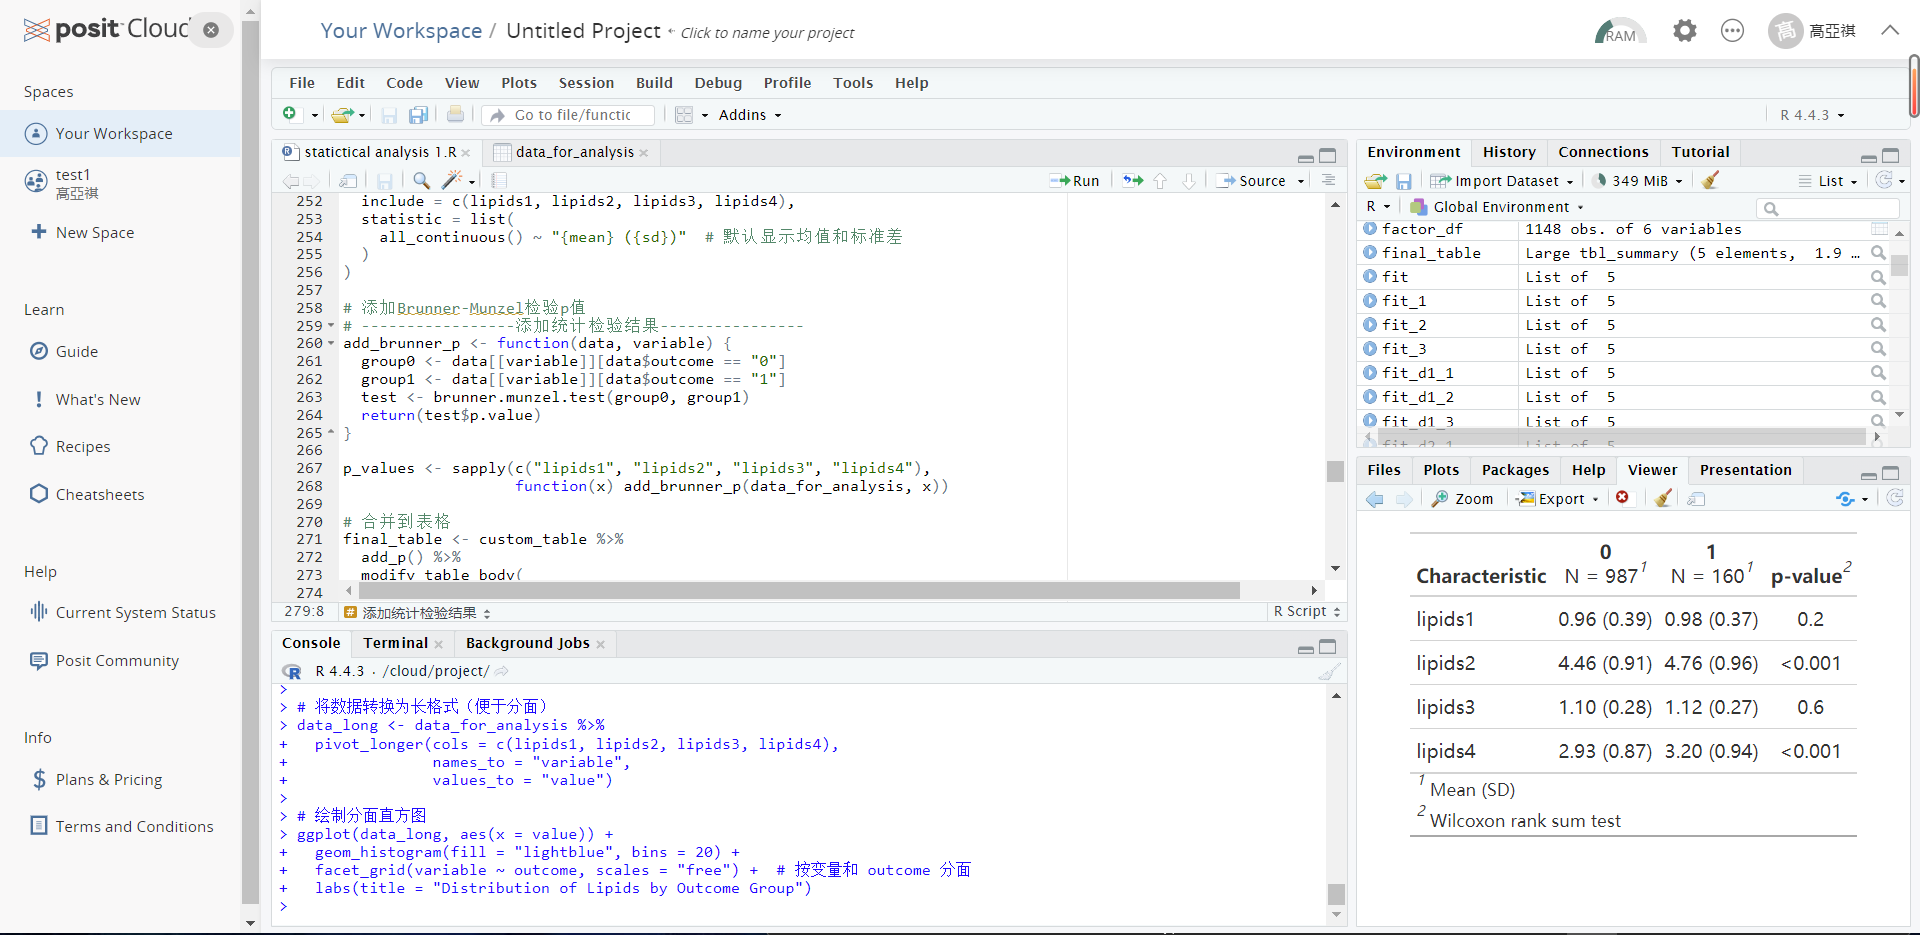 posit Cloud
Spaces
Your Workspace
test1
高亞祺
New Space
Learn
Guide
What's New
Recipes
Cheatsheets
Help
Current System Status
Posit Community
Info
Plans & Pricing
Terms and Conditions
Your Workspace / Untitled Project Click to name your project
RAM
高 高亞祺
File Edit Code View Plots Session Build Debug Profile Tools Help
Go to file/functic Addins R 4.4.3
statictical analysis 1.R data_for_analysis
Run Source
252 include = c(lipids1, lipids2, lipids3, lipids4),
253 statistic = list(
254 all_continuous() ~ "{mean} ({sd})" # 默认显示均值和标准差
255 )
256 )
257
258 # 添加Brunner-Munzel检验p值
259 # -----------------添加统计检验结果----------------
260 add_brunner_p <- function(data, variable) {
261 group0 <- data[[variable]][data$outcome == "0"]
262 group1 <- data[[variable]][data$outcome == "1"]
263 test <- brunner.munzel.test(group0, group1)
264 return(test$p.value)
265 }
266
267 p_values <- sapply(c("lipids1", "lipids2", "lipids3", "lipids4"),
268 function(x) add_brunner_p(data_for_analysis, x))
269
270 # 合并到表格
271 final_table <- custom_table %>%
272 add_p() %>%
273 modify_table_body(
274
279:8 # 添加统计检验结果 R Script
Console Terminal Background Jobs
R 4.4.3 · /cloud/project/
>
> # 将数据转换为长格式（便于分面）
> data_long <- data_for_analysis %>%
+ pivot_longer(cols = c(lipids1, lipids2, lipids3, lipids4),
+ names_to = "variable",
+ values_to = "value")
>
> # 绘制分面直方图
> ggplot(data_long, aes(x = value)) +
+ geom_histogram(fill = "lightblue", bins = 20) +
+ facet_grid(variable ~ outcome, scales = "free") + # 按变量和 outcome 分面
+ labs(title = "Distribution of Lipids by Outcome Group")
>
Environment History Connections Tutorial
Import Dataset 349 MiB List
R Global Environment
factor_df 1148 obs. of 6 variables
final_table Large tbl_summary (5 elements, 1.9 …
fit List of 5
fit_1 List of 5
fit_2 List of 5
fit_3 List of 5
fit_d1_1 List of 5
fit_d1_2 List of 5
fit_d1_3 List of 5
fit_d2_1 List of 5
Files Plots Packages Help Viewer Presentation
Zoom Export
Characteristic 0 N = 987¹ 1 N = 160¹ p-value²
lipids1 0.96 (0.39) 0.98 (0.37) 0.2
lipids2 4.46 (0.91) 4.76 (0.96) <0.001
lipids3 1.10 (0.28) 1.12 (0.27) 0.6
lipids4 2.93 (0.87) 3.20 (0.94) <0.001
¹ Mean (SD)
² Wilcoxon rank sum test